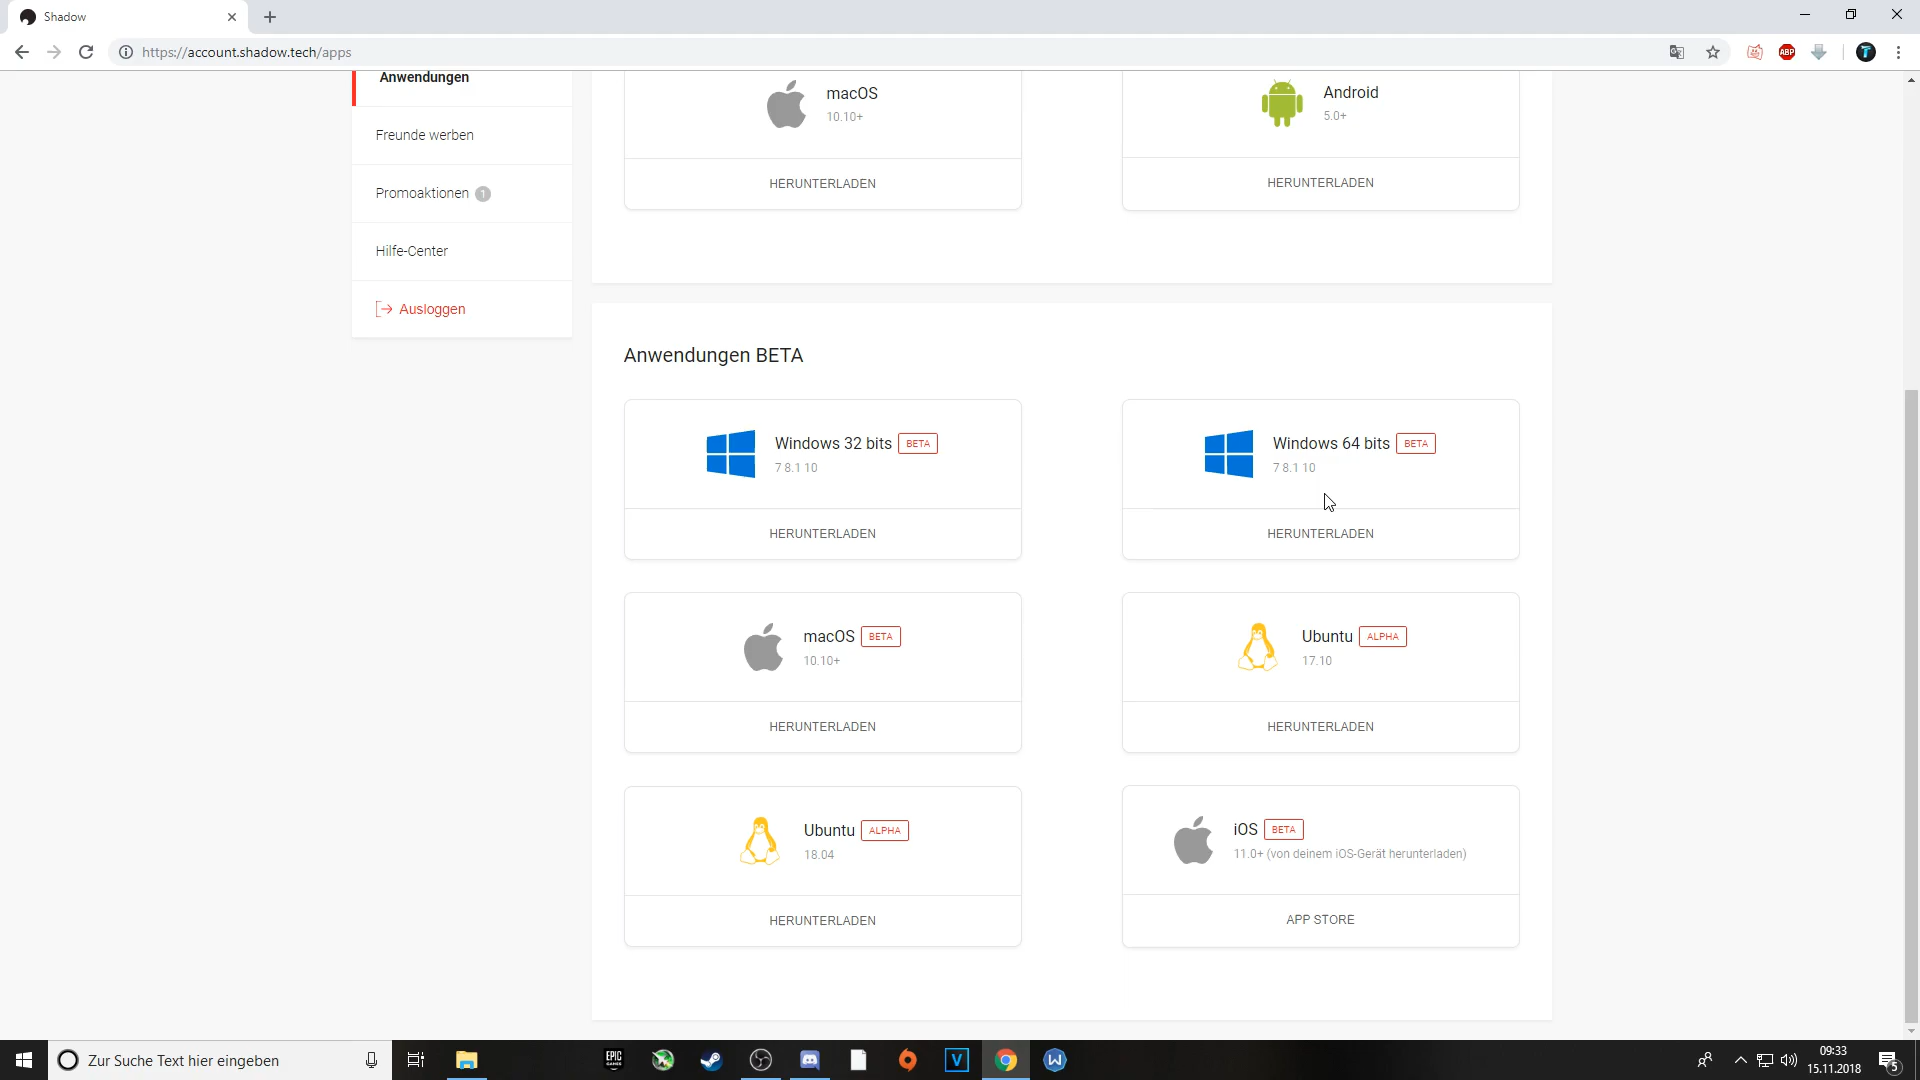 Shadow
https://account.shadow.tech/apps
ABP
T
Anwendungen
Freunde werben
Promoaktionen 1
Hilfe-Center
Ausloggen
macOS
10.10+
HERUNTERLADEN
Android
5.0+
HERUNTERLADEN
Anwendungen BETA
Windows 32 bits BETA
7 8.1 10
HERUNTERLADEN
Windows 64 bits BETA
7 8.1 10
HERUNTERLADEN
macOS BETA
10.10+
HERUNTERLADEN
Ubuntu ALPHA
17.10
HERUNTERLADEN
Ubuntu ALPHA
18.04
HERUNTERLADEN
iOS BETA
11.0+ (von deinem iOS-Gerät herunterladen)
APP STORE
Zur Suche Text hier eingeben
EPIC
GAMES
V
W
09:33
15.11.2018
5